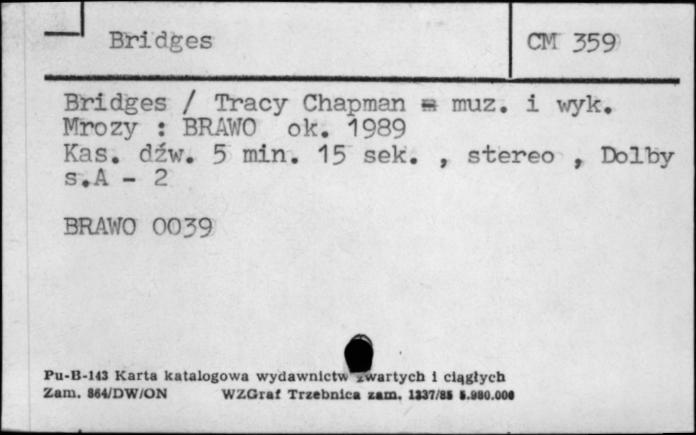 Bridges
CM 359
Bridges / Tracy Chapman = muz. i wyk.
Mrozy : BRAWO ok. 1989
Kas. dźw. 5 min. 15 sek. , stereo , Dolby
s.A - 2
BRAWO 0039
Pu-B-143 Karta katalogowa wydawnictw zwartych i ciągłych
Zam. 864/DW/ON WZGraf Trzebnica zam. 1337/85 5.980.000